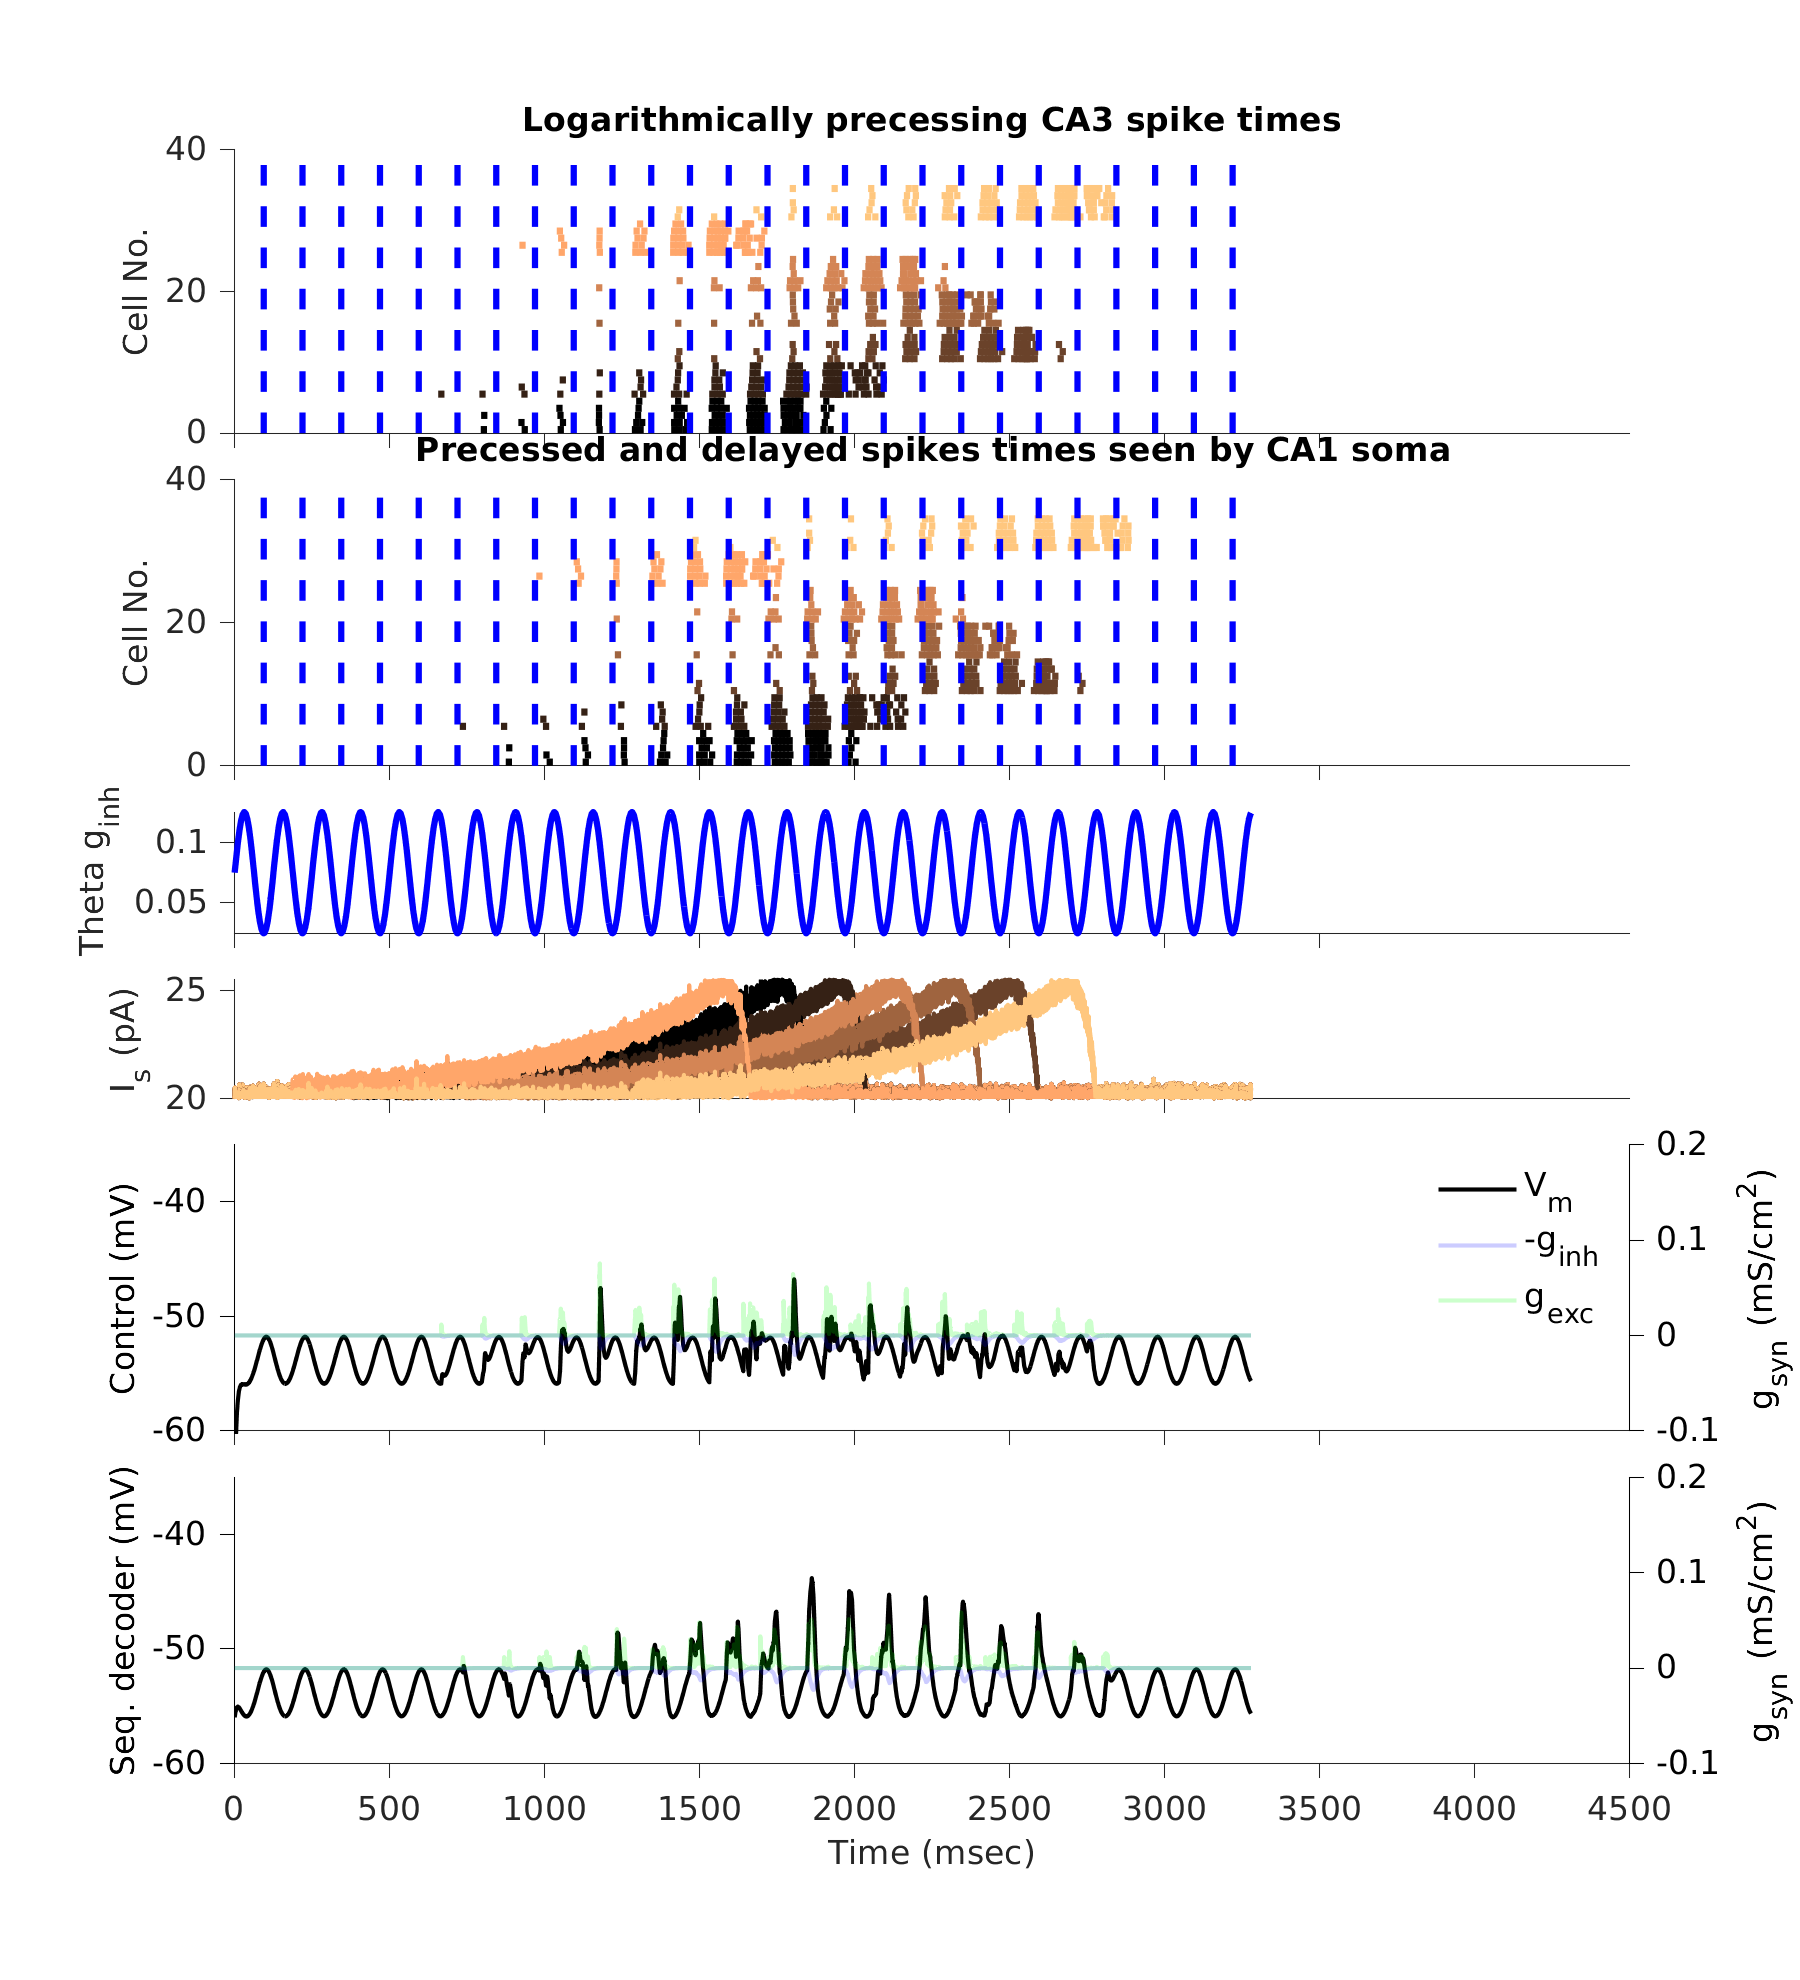 Logarithmically precessing CA3 spike times
40
20
0
Cell No.
Precessed and delayed spikes times seen by CA1 soma
40
20
0
Cell No.
0.1
0.05
Theta g_inh
25
20
I_s (pA)
-40
-50
-60
Control (mV)
V_m
-g_inh
g_exc
0.2
0.1
0
-0.1
g_syn (mS/cm^2)
-40
-50
-60
Seq. decoder (mV)
0.2
0.1
0
-0.1
g_syn (mS/cm^2)
0 500 1000 1500 2000 2500 3000 3500 4000 4500
Time (msec)